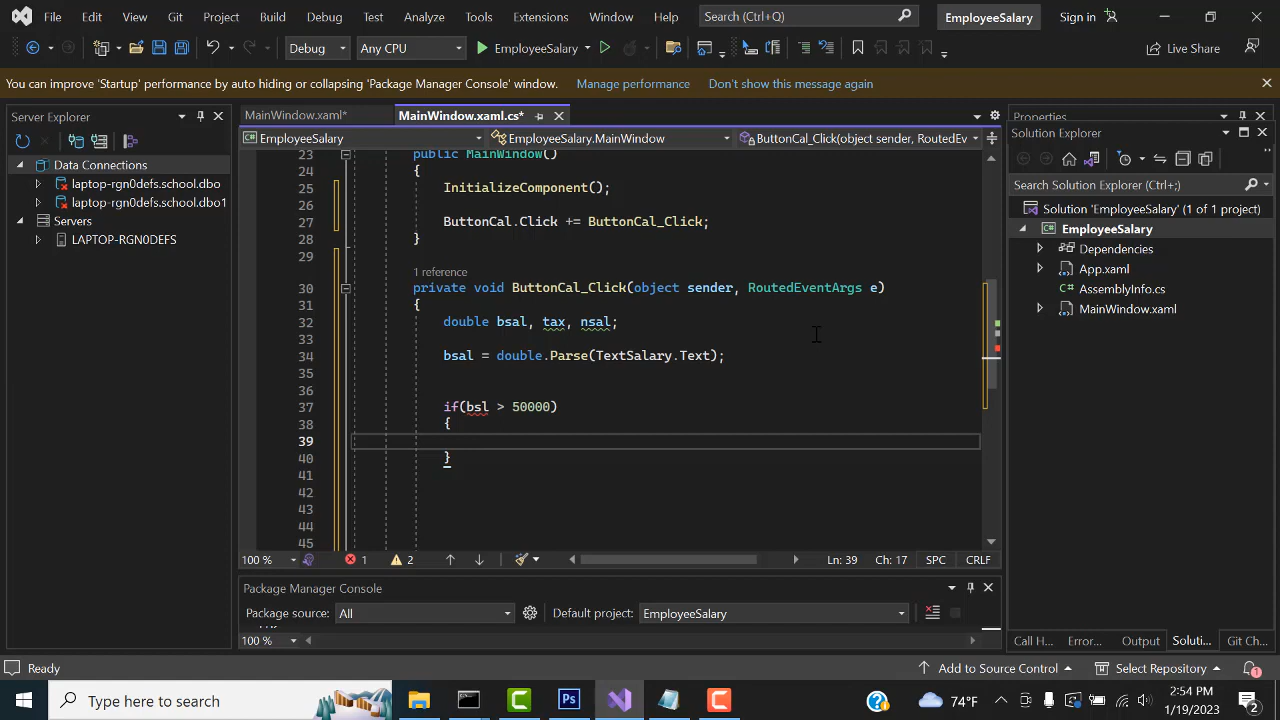 File Edit View Git Project Build Debug Test Analyze Tools Extensions Window Help Search (Ctrl+Q) EmployeeSalary Sign in
Debug Any CPU EmployeeSalary Live Share
You can improve 'Startup' performance by auto hiding or collapsing 'Package Manager Console' window. Manage performance Don't show this message again
Server Explorer
Data Connections
laptop-rgn0defs.school.dbo
laptop-rgn0defs.school.dbo1
Servers
LAPTOP-RGN0DEFS
MainWindow.xaml* MainWindow.xaml.cs*
EmployeeSalary EmployeeSalary.MainWindow ButtonCal_Click(object sender, RoutedEv
23 public MainWindow()
24 {
25 InitializeComponent();
26
27 ButtonCal.Click += ButtonCal_Click;
28 }
29
1 reference
30 private void ButtonCal_Click(object sender, RoutedEventArgs e)
31 {
32 double bsal, tax, nsal;
33
34 bsal = double.Parse(TextSalary.Text);
35
36
37 if(bsl > 50000)
38 {
39
40 }
41
42
43
44
45
100 % 1 2 Ln: 39 Ch: 17 SPC CRLF
Package Manager Console
Package source: All Default project: EmployeeSalary
100 %
Properties
Solution Explorer
Search Solution Explorer (Ctrl+;)
Solution 'EmployeeSalary' (1 of 1 project)
EmployeeSalary
Dependencies
App.xaml
AssemblyInfo.cs
MainWindow.xaml
Call H... Error... Output Soluti... Git Ch...
Ready Add to Source Control Select Repository 1
Type here to search Ps 74°F :54 PM
1/19/2023 2